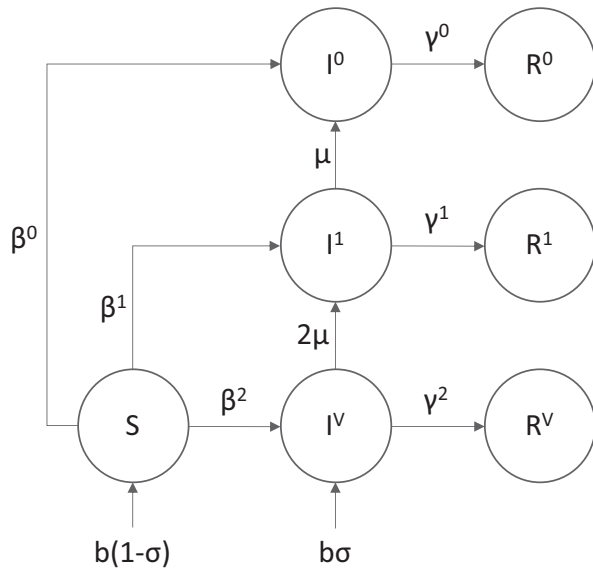 γ⁰
I⁰
R⁰
μ
β⁰
γ¹
I¹
R¹
β¹
2μ
β²
γ²
S
Iⱽ
Rⱽ
b(1-σ)
bσ